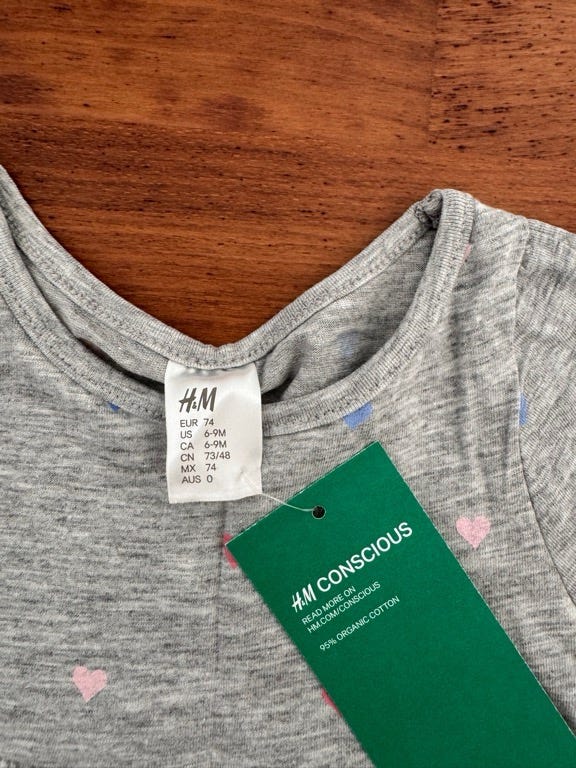 H&M
EUR 74
US 6-9M
CA 6-9M
CN 73/48
MX 74
AUS 0
H&M CONSCIOUS
READ MORE ON
HM.COM/CONSCIOUS
95% ORGANIC COTTON